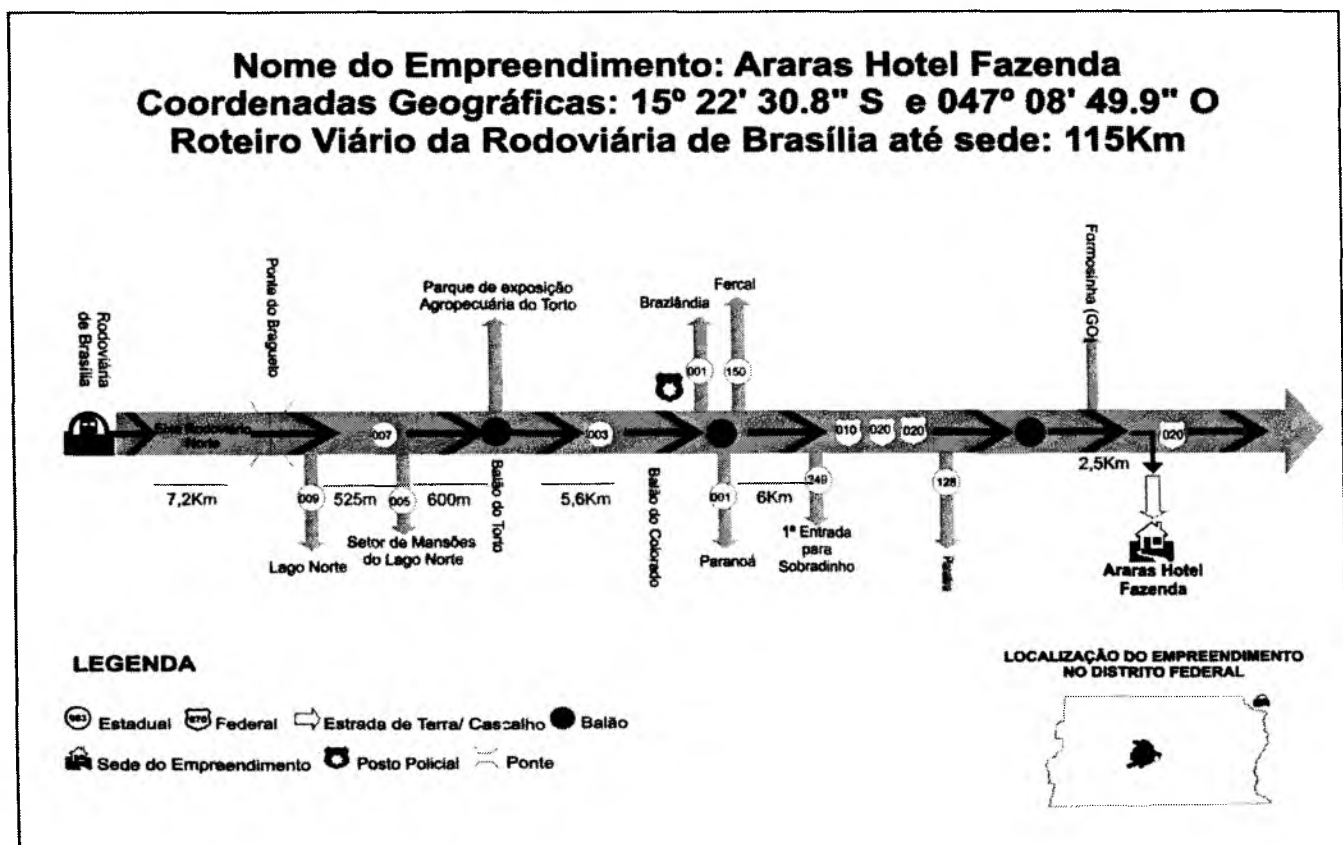 Nome do Empreendimento: Araras Hotel Fazenda
Coordenadas Geográficas: 15º 22' 30.8" S e 047º 08' 49.9" O
Roteiro Viário da Rodoviária de Brasília até sede: 115Km
Rodoviária
de Brasília
Ponte do Bragueto
Parque de exposição
Agropecuária do Torto
Brazlândia
Fercal
Formosinha (GO)
001
150
Eixo Rodoviário
Norte
007
003
010
020
020
020
7,2Km
009
525m
005
600m
Balão do Torto
5,6Km
Balão do Colorado
001
6Km
249
128
2,5Km
Lago Norte
Setor de Mansões
do Lago Norte
Paranoá
1ª Entrada
para
Sobradinho
Araras Hotel
Fazenda
LEGENDA
Estadual
Federal
Estrada de Terra/ Cascalho
Balão
Sede do Empreendimento
Posto Policial
Ponte
LOCALIZAÇÃO DO EMPREENDIMENTO
NO DISTRITO FEDERAL